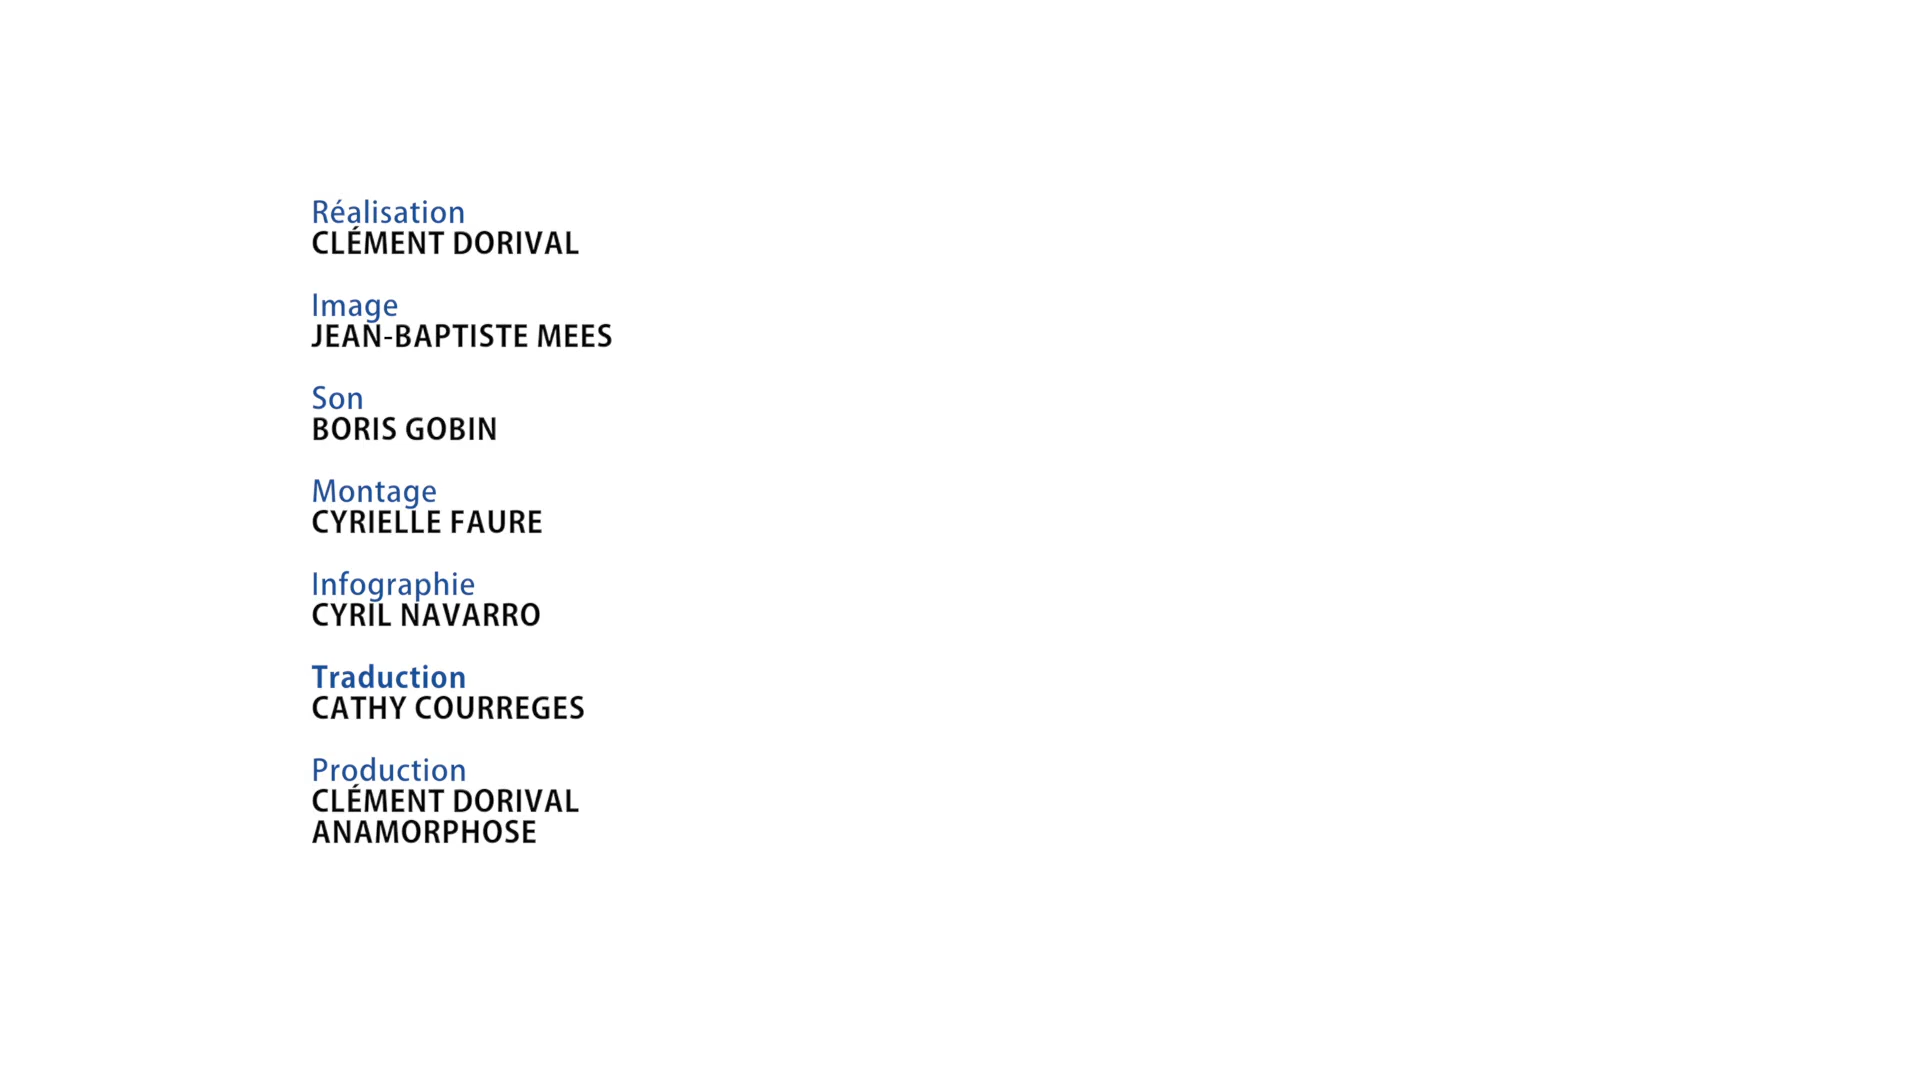 Réalisation
CLÉMENT DORIVAL
Image
JEAN-BAPTISTE MEES
Son
BORIS GOBIN
Montage
CYRIELLE FAURE
Infographie
CYRIL NAVARRO
Traduction
CATHY COURREGES
Production
CLÉMENT DORIVAL
ANAMORPHOSE